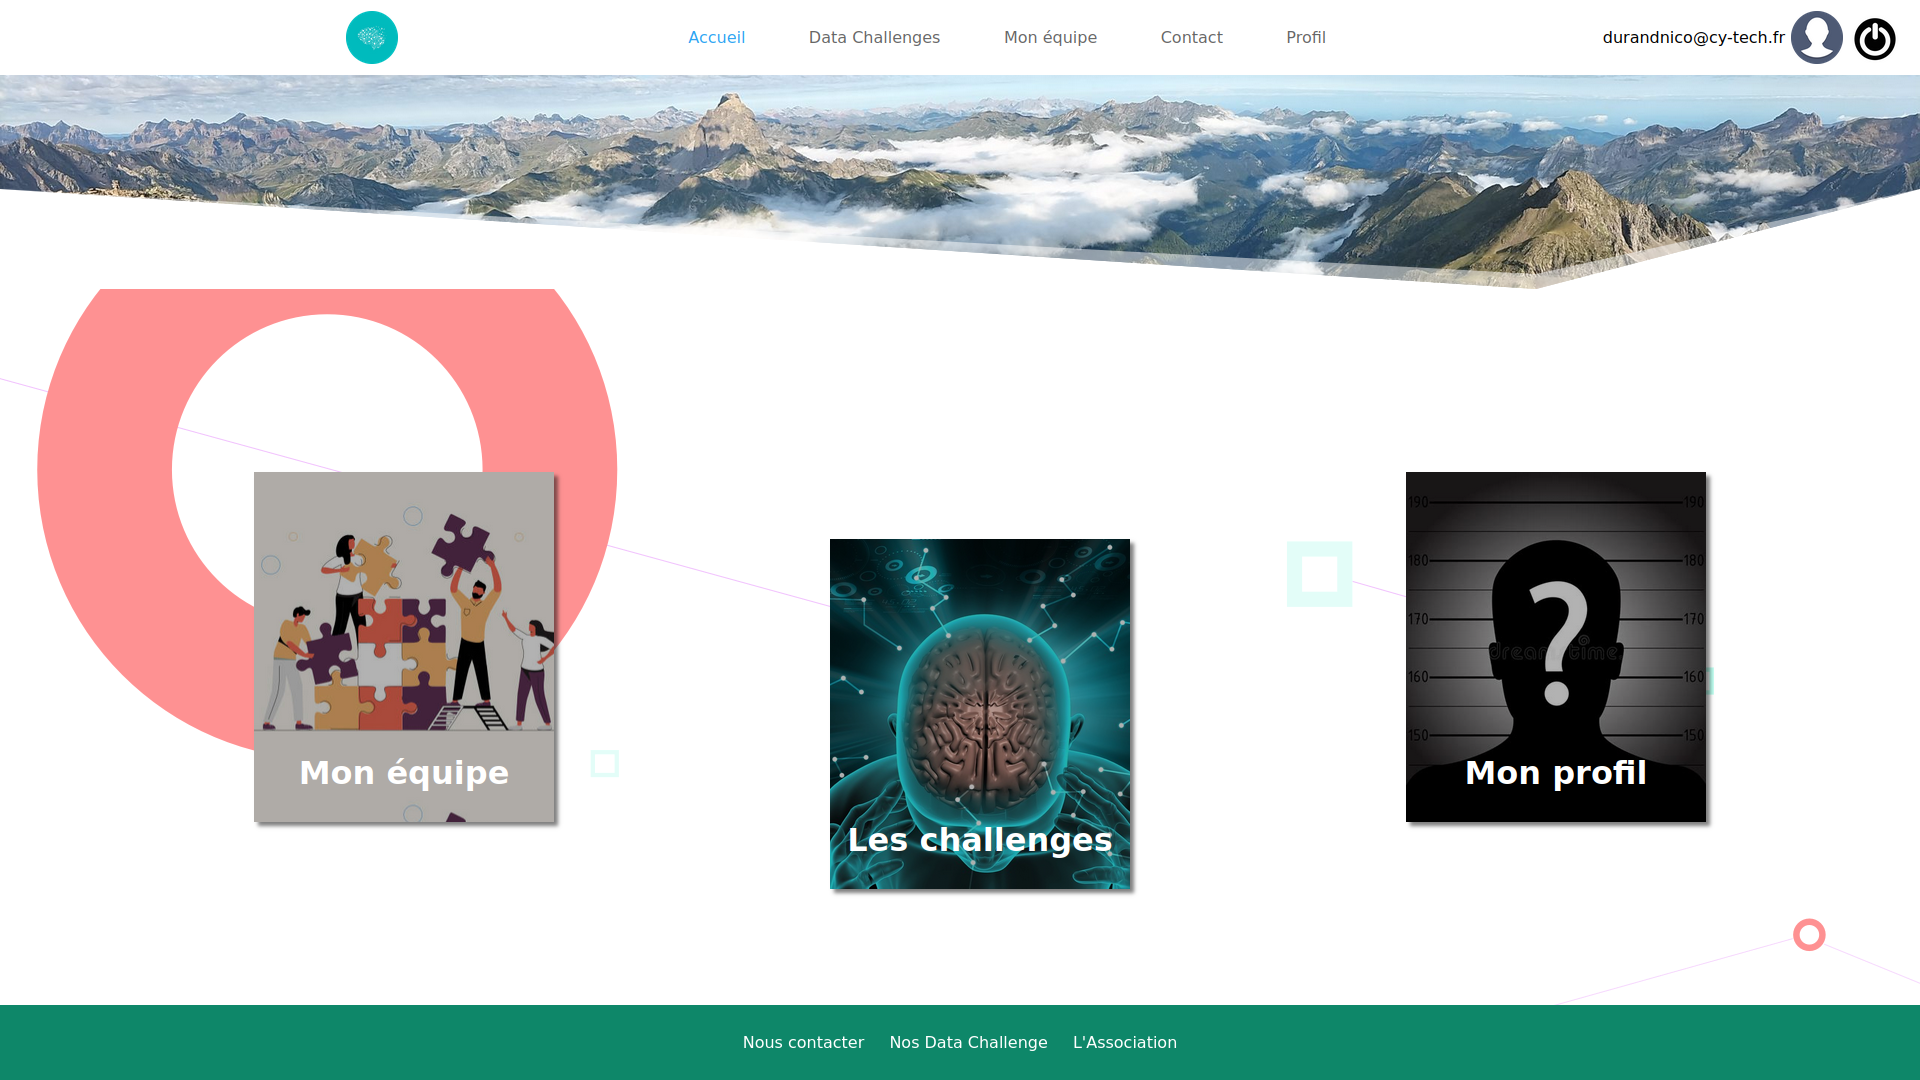 Accueil
Data Challenges
Mon équipe
Contact
Profil
durandnico@cy-tech.fr
Mon équipe
Les challenges
190 190
180 180
170 170
dreamstime
160 160
150 150
Mon profil
Nous contacter
Nos Data Challenge
L'Association